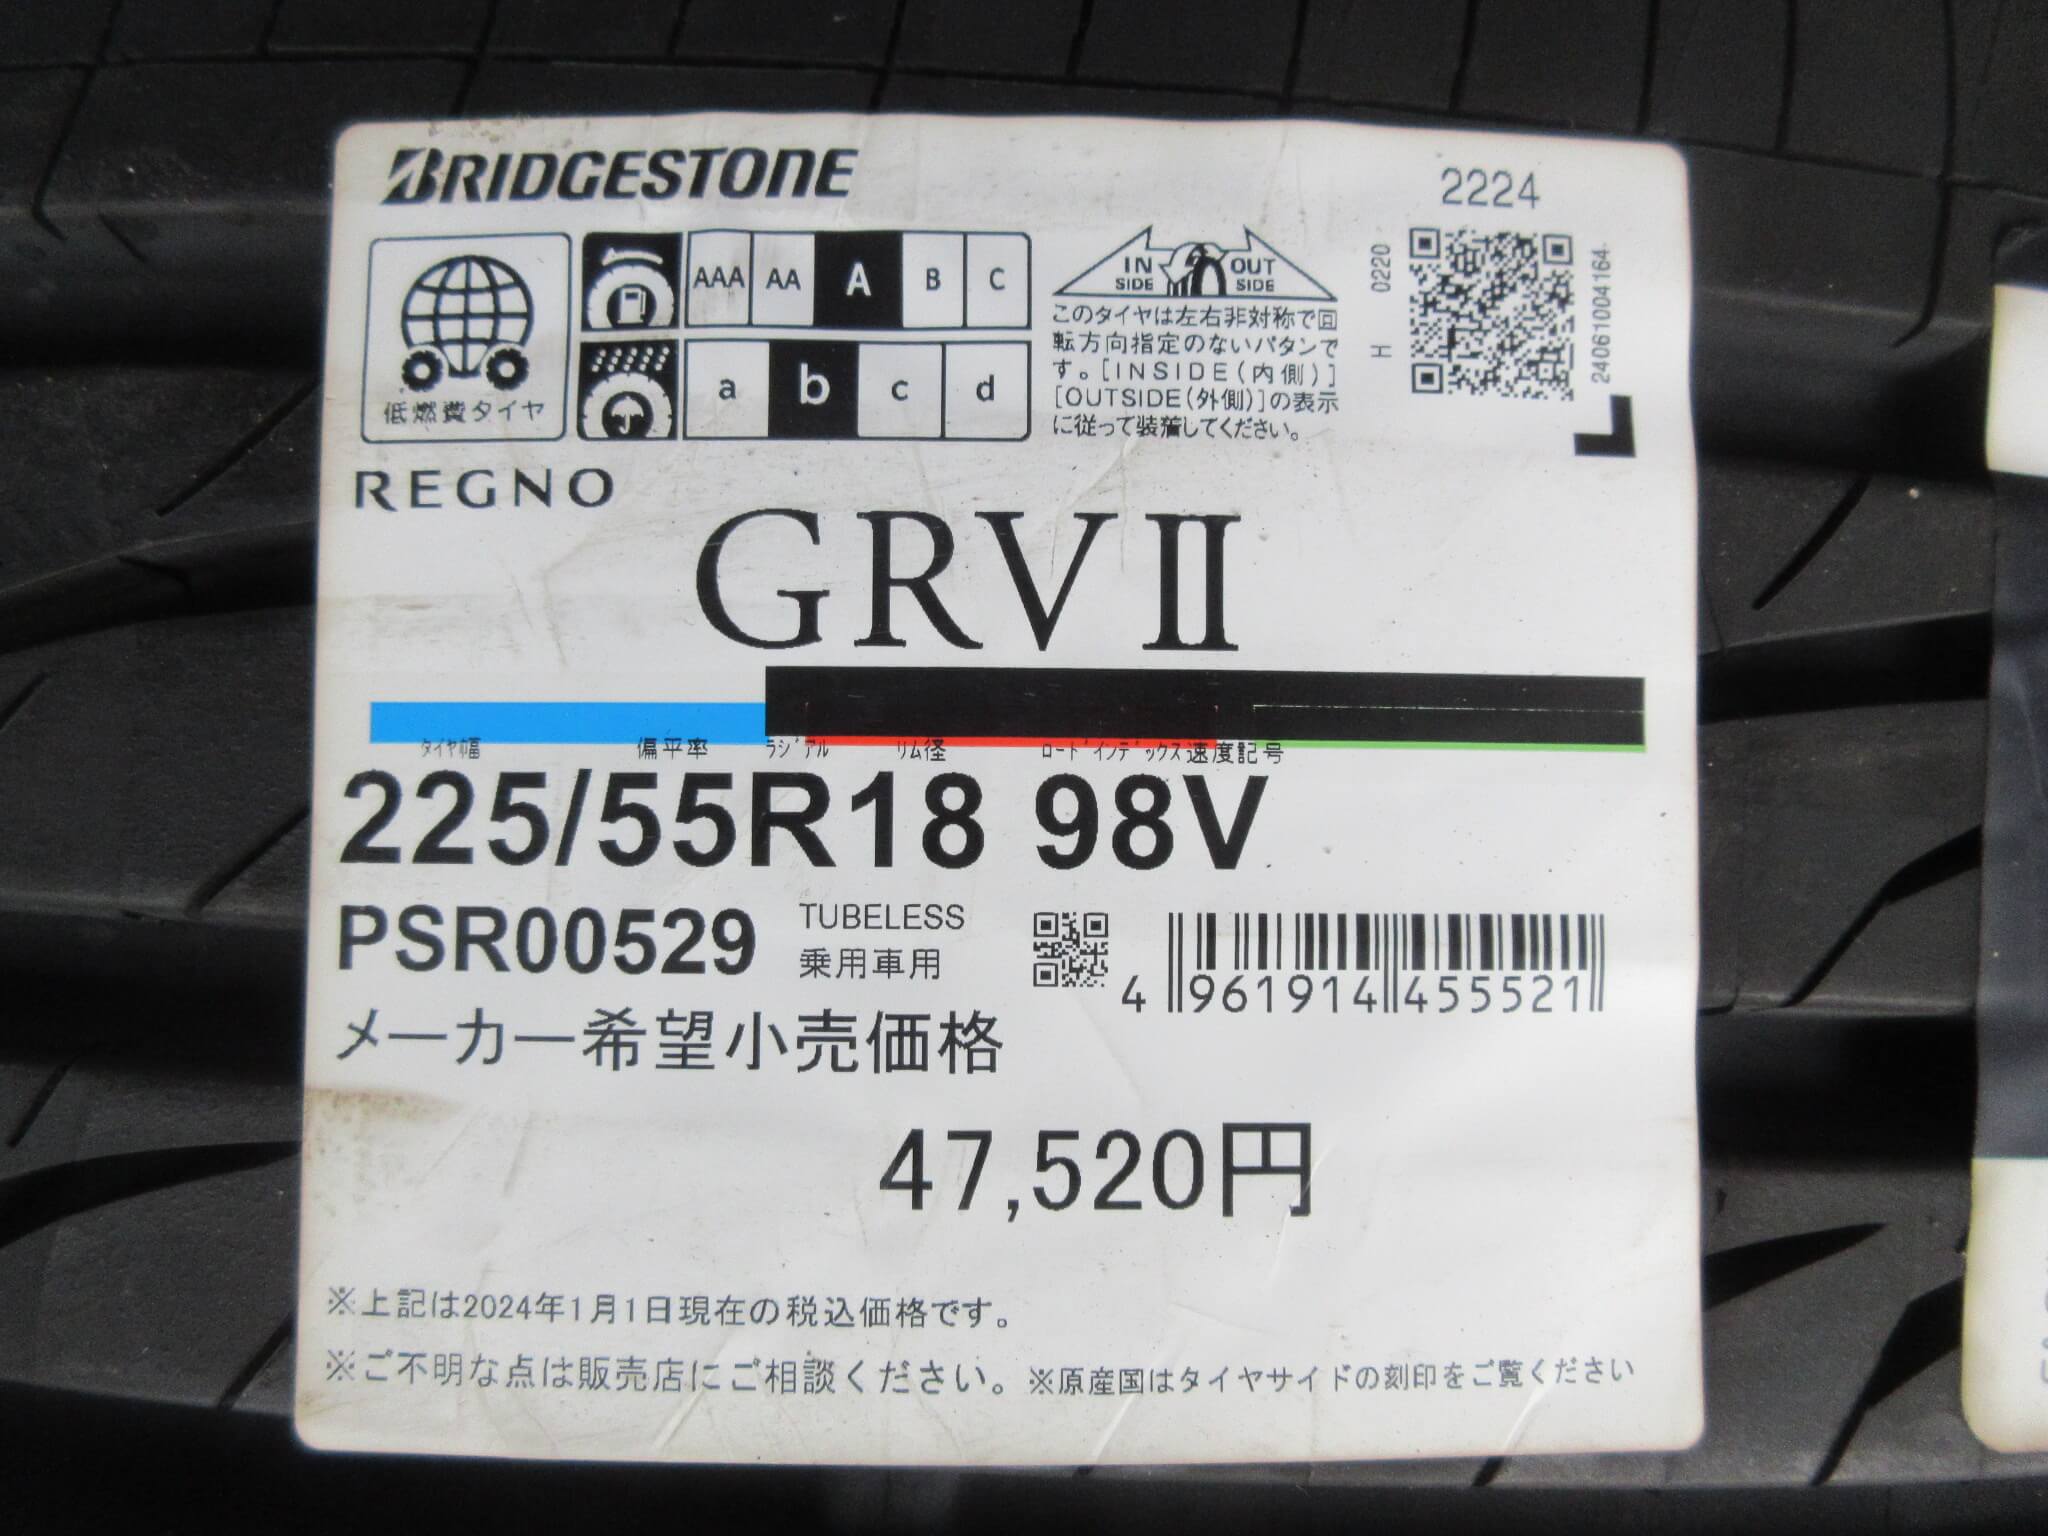 BRIDGESTONE
2224
AAA AA A B C
a b c d
低燃費タイヤ
IN SIDE OUT SIDE
このタイヤは左右非対称で回
転方向指定のないパタンで
す。[INSIDE(内側)]
[OUTSIDE(外側)]の表示
に従って装着してください。
H 0220
240610004164
REGNO
GRVII
タイヤ幅 偏平率 ラジアル リム径 ロードインデックス 速度記号
225/55R18 98V
PSR00529 TUBELESS
乗用車用
4 961914 455521
メーカー希望小売価格
47,520円
※上記は2024年1月1日現在の税込価格です。
※ご不明な点は販売店にご相談ください。※原産国はタイヤサイドの刻印をご覧ください